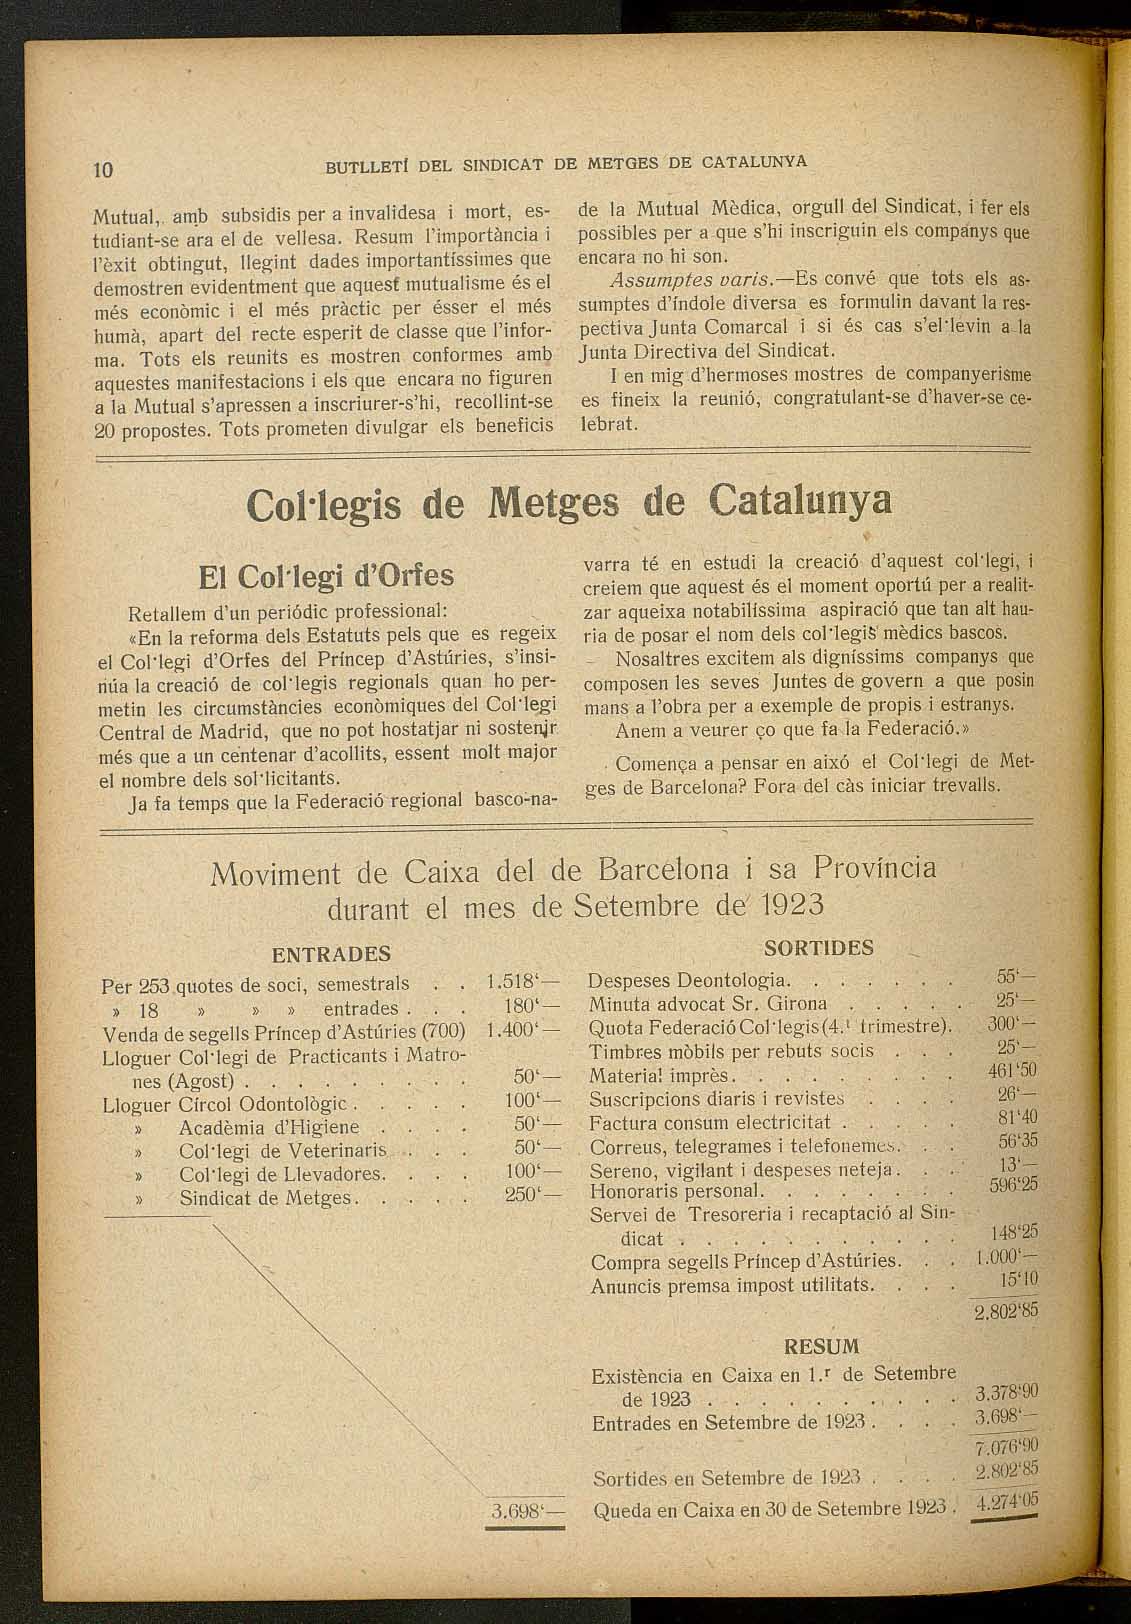 10
BUTLLETÍ DEL SINDICAT DE METGES DE CATALUNYA
Mutual, amb subsidis per a invalidesa i mort, es-
tudiant-se ara el de vellesa. Resum l'importància i
l'èxit obtingut, llegint dades importantíssimes que
demostren evidentment que aquest mutualisme és el
més econòmic i el més pràctic per ésser el més
humà, apart del recte esperit de classe que l'infor-
ma. Tots els reunits es mostren conformes amb
aquestes manifestacions i els que encara no figuren
a la Mutual s'apressen a inscriurer-s'hi, recollint-se
20 propostes. Tots prometen divulgar els beneficis
de la Mutual Mèdica, orgull del Sindicat, i fer els
possibles per a que s'hi inscriguin els companys que
encara no hi son.
Assumptes varis.—Es convé que tots els as-
sumptes d'índole diversa es formulin davant la res-
pectiva Junta Comarcal i si és cas s'el·levin a la
Junta Directiva del Sindicat.
I en mig d'hermoses mostres de companyerisme
es fineix la reunió, congratulant-se d'haver-se ce-
lebrat.
Col·legis de Metges de Catalunya
El Col·legi d'Orfes
Retallem d'un periódic professional:
«En la reforma dels Estatuts pels que es regeix
el Col·legi d'Orfes del Príncep d'Astúries, s'insi-
núa la creació de col·legis regionals quan ho per-
metin les circumstàncies econòmiques del Col·legi
Central de Madrid, que no pot hostatjar ni sostenir
més que a un centenar d'acollits, essent molt major
el nombre dels sol·licitants.
Ja fa temps que la Federació regional basco-na-
varra té en estudi la creació d'aquest col·legi, i
creiem que aquest és el moment oportú per a realit-
zar aqueixa notabilíssima aspiració que tan alt hau-
ria de posar el nom dels col·legis mèdics bascos.
Nosaltres excitem als digníssims companys que
composen les seves Juntes de govern a que posin
mans a l'obra per a exemple de propis i estranys.
Anem a veurer ço que fa la Federació.»
Comença a pensar en aixó el Col·legi de Met-
ges de Barcelona? Fora del càs iniciar trevalls.
Moviment de Caixa del de Barcelona i sa Província
durant el mes de Setembre de 1923
ENTRADES
Per 253 quotes de soci, semestrals . . 1.518‘—
» 18 » » » entrades . . . 180‘—
Venda de segells Príncep d'Astúries (700) 1.400‘—
Lloguer Col·legi de Practicants i Matro-
nes (Agost) . . . . . . . . . 50‘—
Lloguer Círcol Odontològic . . . . . 100‘—
» Acadèmia d'Higiene . . . . 50‘—
» Col·legi de Veterinaris . . . 50‘—
» Col·legi de Llevadores. . . . 100‘—
» Sindicat de Metges. . . . . 250‘—
3.698‘—
SORTIDES
Despeses Deontologia. . . . . . . 55‘—
Minuta advocat Sr. Girona . . . . . 25‘—
Quota Federació Col·legis (4.t trimestre). 300‘—
Timbres mòbils per rebuts socis . . . 25‘—
Material imprès. . . . . . . . . 461‘50
Suscripcions diaris i revistes . . . . 26‘—
Factura consum electricitat . . . . . 81‘40
Correus, telegrames i telefonemes. . . 56‘35
Sereno, vigilant i despeses neteja. . . 13‘—
Honoraris personal. . . . . . . . 596‘25
Servei de Tresoreria i recaptació al Sin-
dicat . . . . . . . . . . . 148‘25
Compra segells Príncep d'Astúries. . . 1.000‘—
Anuncis premsa impost utilitats. . . . 15‘10
2.802‘85
RESUM
Existència en Caixa en 1.r de Setembre
de 1923 . . . . . . . . . . 3.378‘90
Entrades en Setembre de 1923 . . . . 3.698‘—
7.076‘90
Sortides en Setembre de 1923 . . . . 2.802‘85
Queda en Caixa en 30 de Setembre 1923 . 4.274‘05